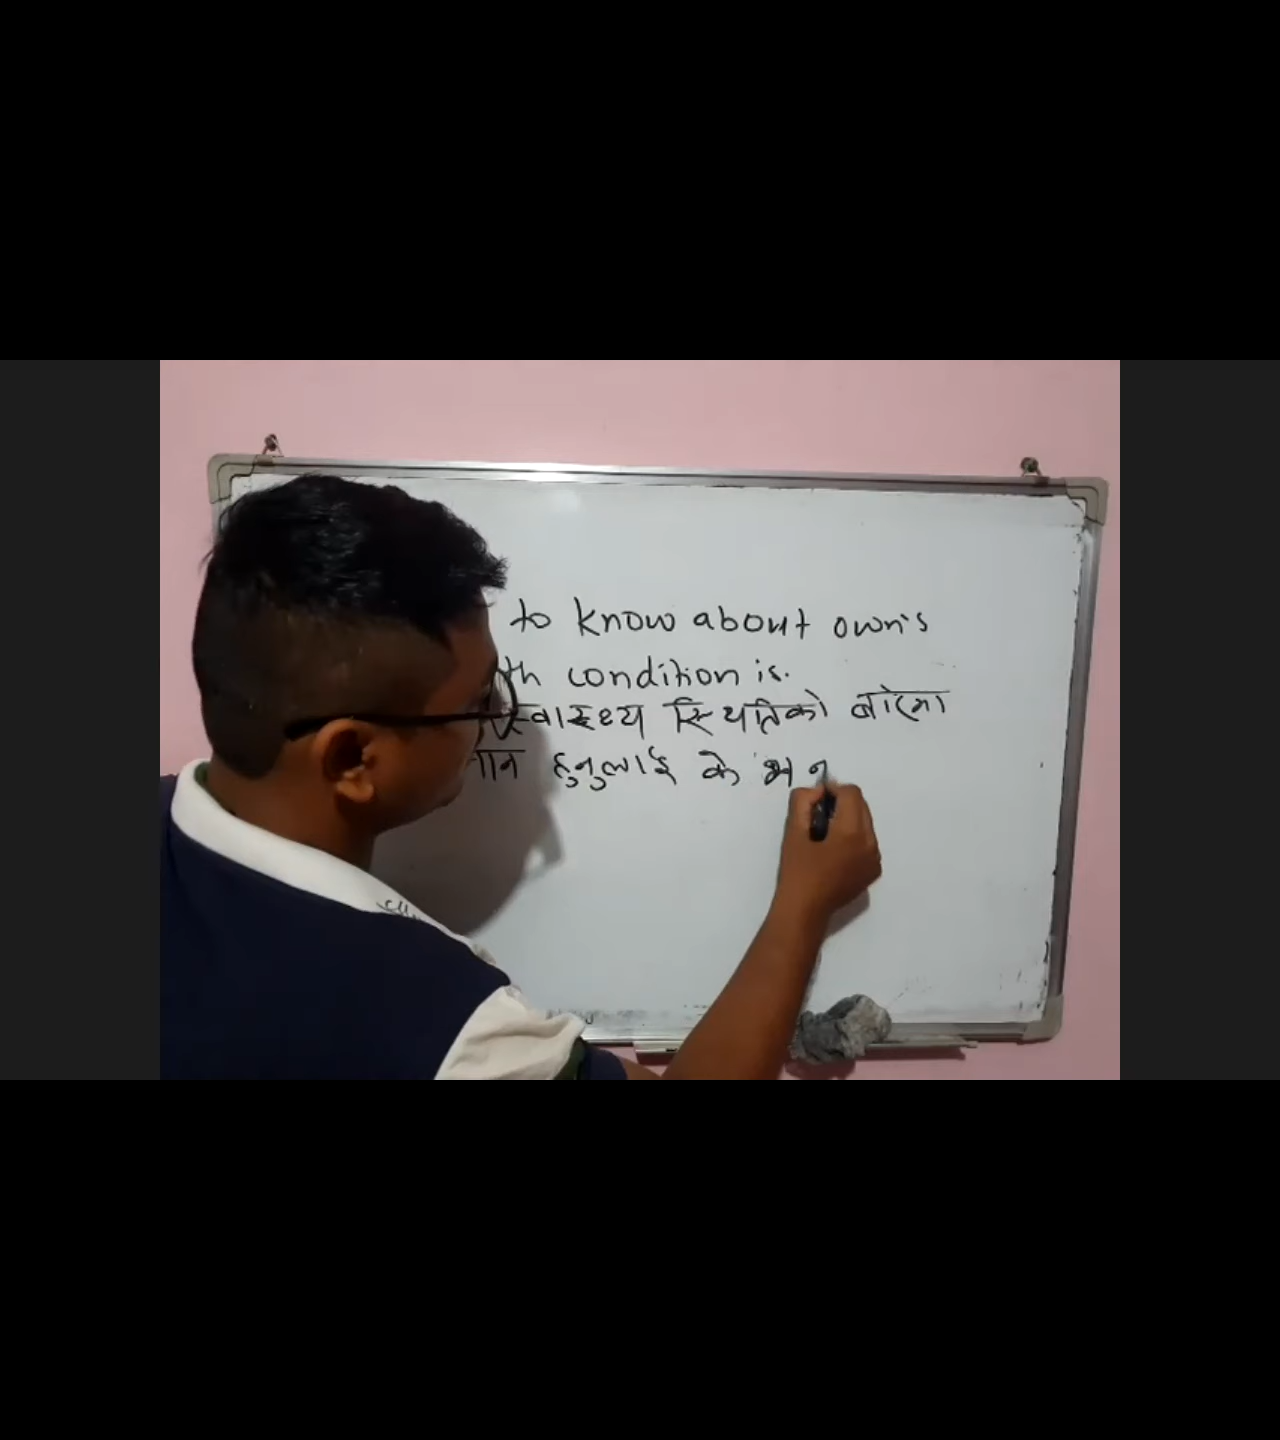 to know about own's
th condition is.
स्वास्थ्य स्थितिको बारेमा
ान हुनुलाई के भन